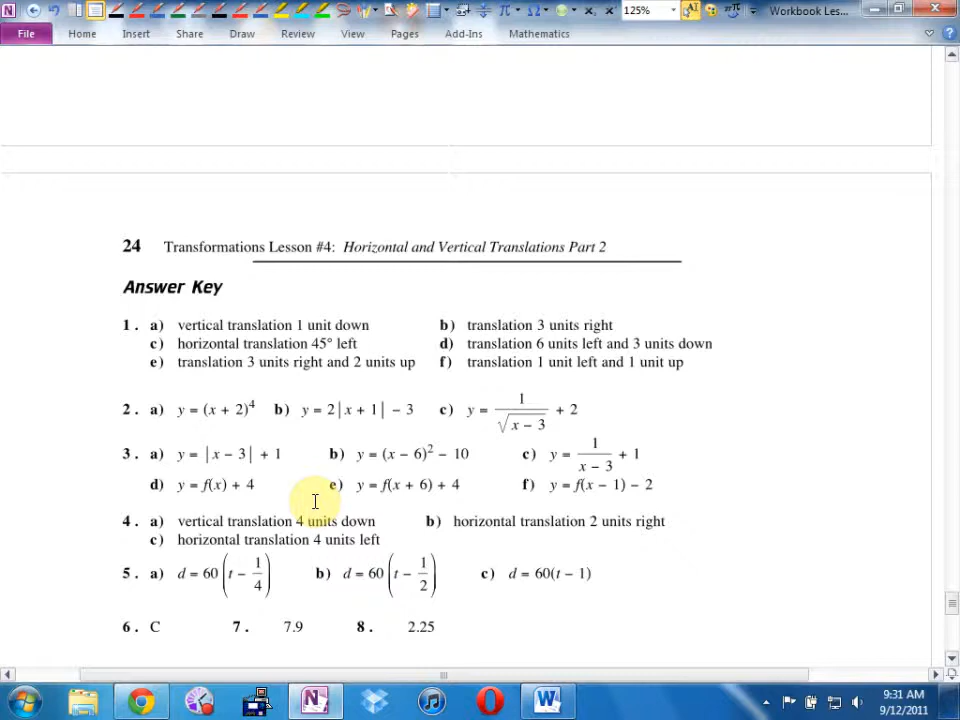 125%
Workbook Les...
File Home Insert Share Draw Review View Pages Add-Ins Mathematics
24 Transformations Lesson #4: Horizontal and Vertical Translations Part 2
Answer Key
1. a) vertical translation 1 unit down b) translation 3 units right
c) horizontal translation 45° left d) translation 6 units left and 3 units down
e) translation 3 units right and 2 units up f) translation 1 unit left and 1 unit up
2. a) y = (x + 2)⁴ b) y = 2|x + 1| − 3 c) y = 1/√(x − 3) + 2
3. a) y = |x − 3| + 1 b) y = (x − 6)² − 10 c) y = 1/(x − 3) + 1
d) y = f(x) + 4 e) y = f(x + 6) + 4 f) y = f(x − 1) − 2
4. a) vertical translation 4 units down b) horizontal translation 2 units right
c) horizontal translation 4 units left
5. a) d = 60(t − 1/4) b) d = 60(t − 1/2) c) d = 60(t − 1)
6. C 7. 7.9 8. 2.25
9:31 AM
9/12/2011